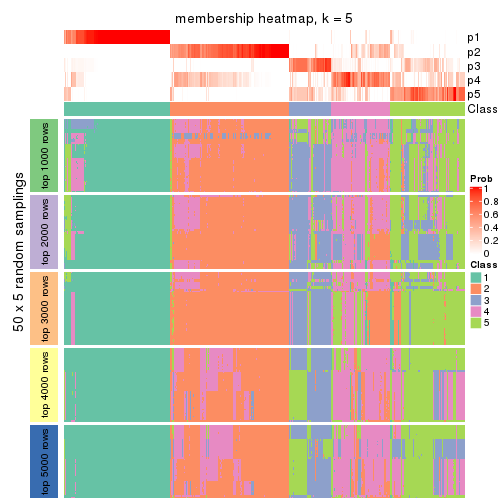 membership heatmap, k = 5
p1
p2
p3
p4
p5
Class
50 x 5 random samplings
top 1000 rows
top 2000 rows
top 3000 rows
top 4000 rows
top 5000 rows
Prob
1
0.8
0.6
0.4
0.2
0
Class
1
2
3
4
5